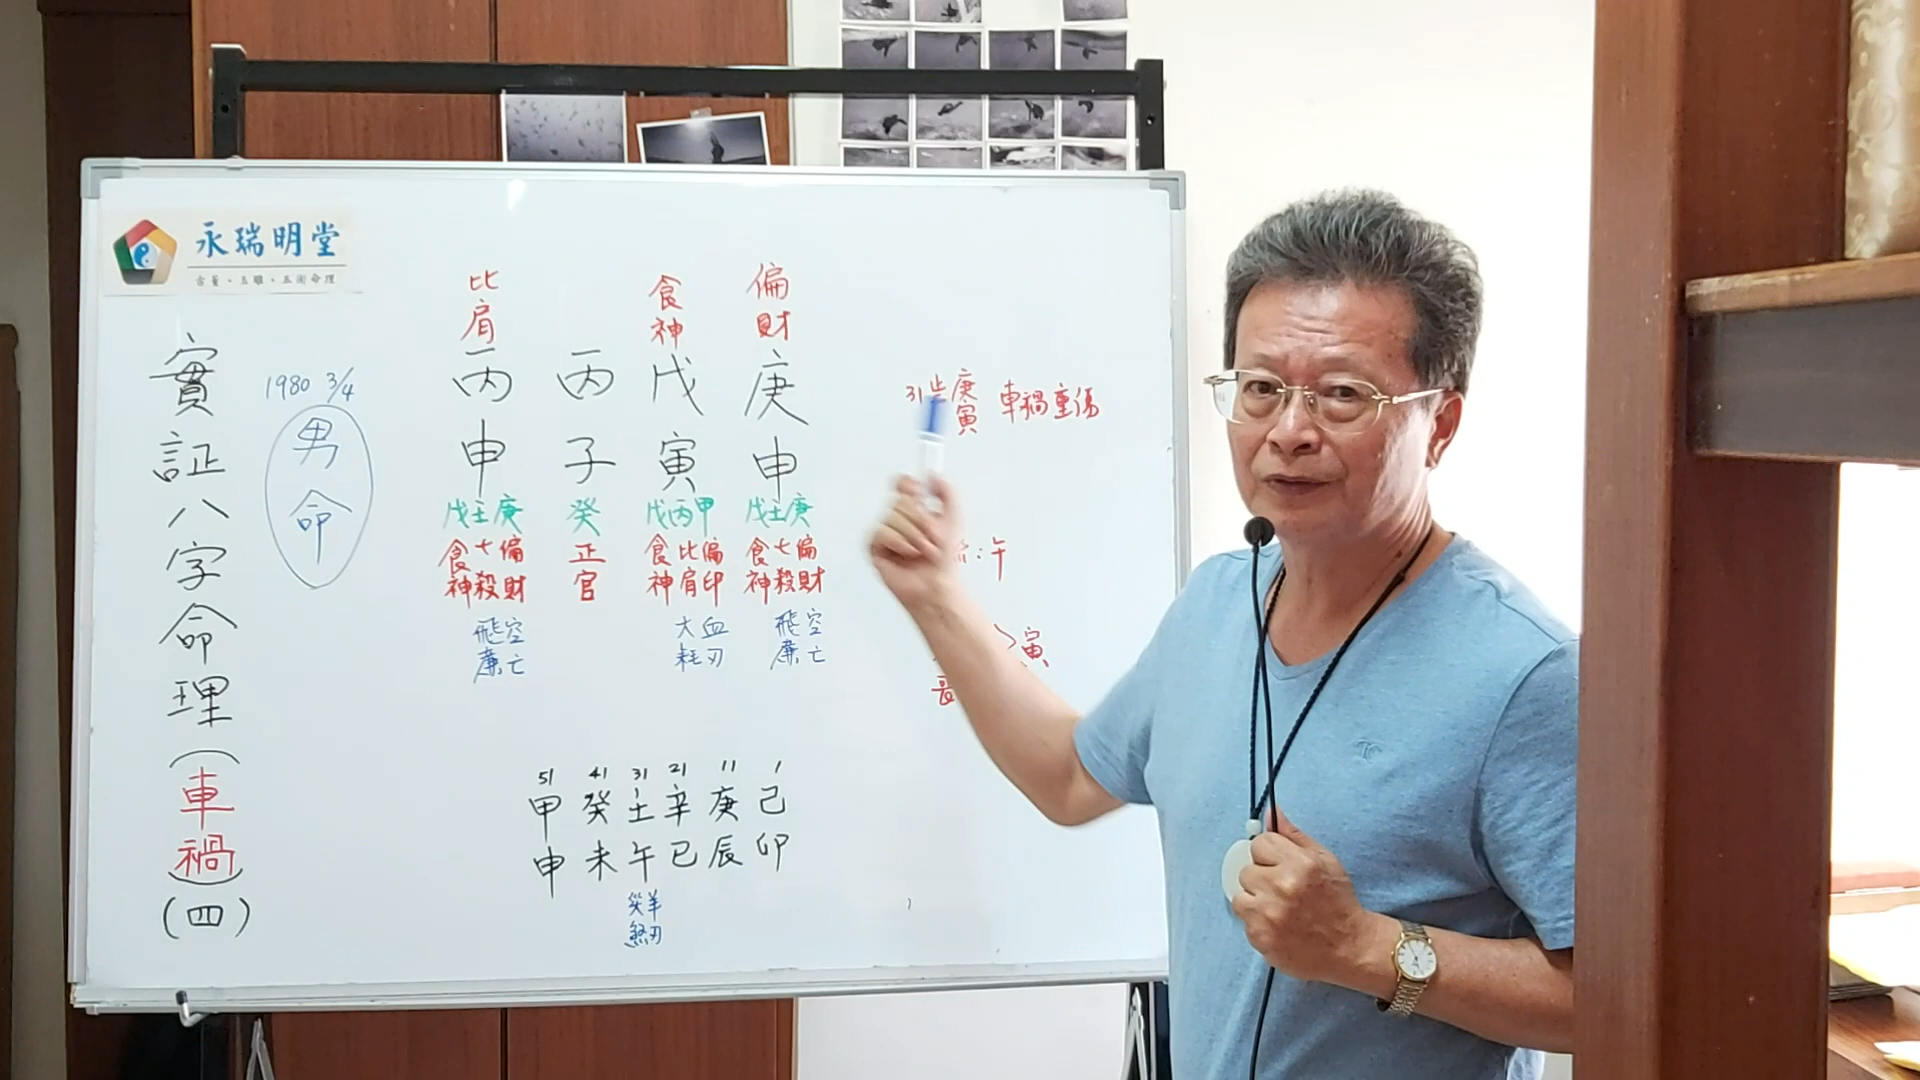 永瑞明堂
古董・玉雕・五術命理
實証八字命理(車禍)(四)
1980 3/4
男命
比肩 食神 偏財
丙 丙 戊 庚
申 子 寅 申
戊壬庚 癸 戊丙甲 戊壬庚
食神 七殺 偏財 正官 食神 比肩 偏印 食神 七殺 偏財
飛廉 空亡 大耗 血刃 飛廉 空亡
51 41 31 21 11 1
甲 癸 壬 辛 庚 己
申 未 午 巳 辰 卯
災煞 羊刃
31歲 庚寅 車禍重傷
:午
寅